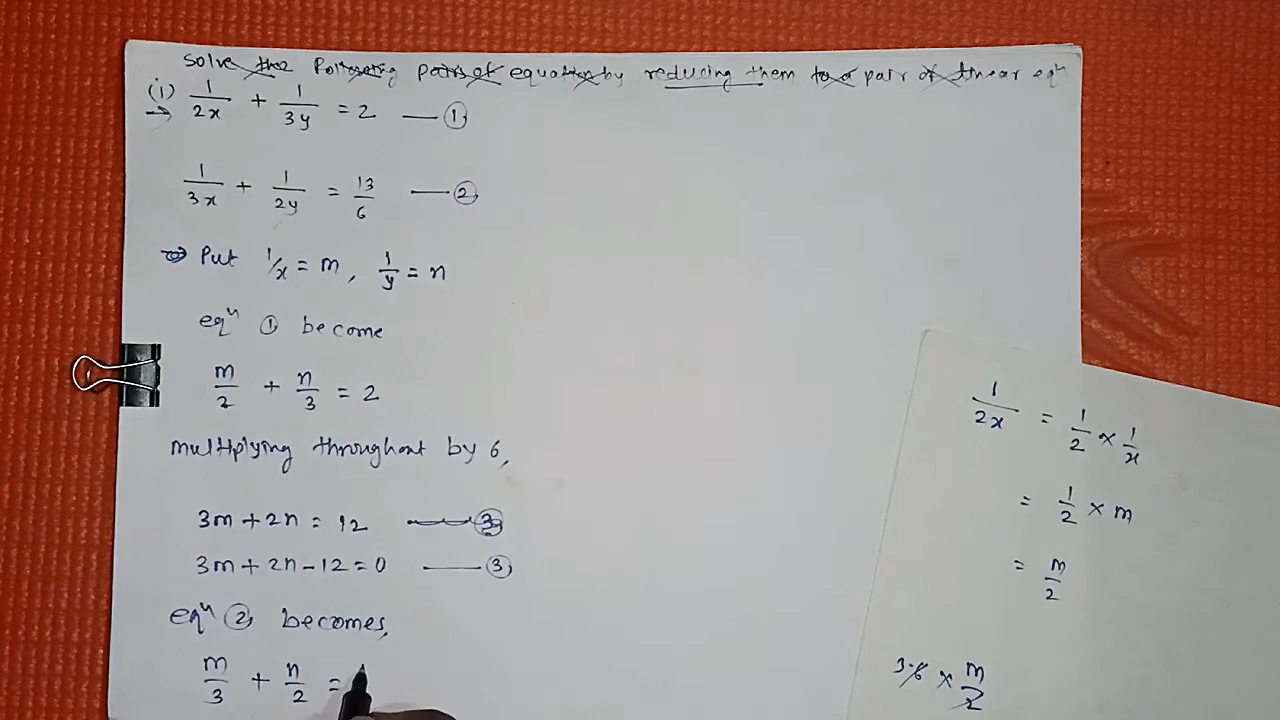 Solve the Following pairs of equation by reducing them to a pair of linear eqn
(i) 1/2x + 1/3y = 2 — ①
1/3x + 1/2y = 13/6 — ②
⇒ Put 1/x = m, 1/y = n
eqn ① become
m/2 + n/3 = 2
multiplying throughout by 6,
3m + 2n = 12
3m + 2n - 12 = 0 — ③
eqn ② becomes,
m/3 + n/2 =
1/2x = 1/2 × 1/x
= 1/2 × m
= m/2
3 6 × m/2